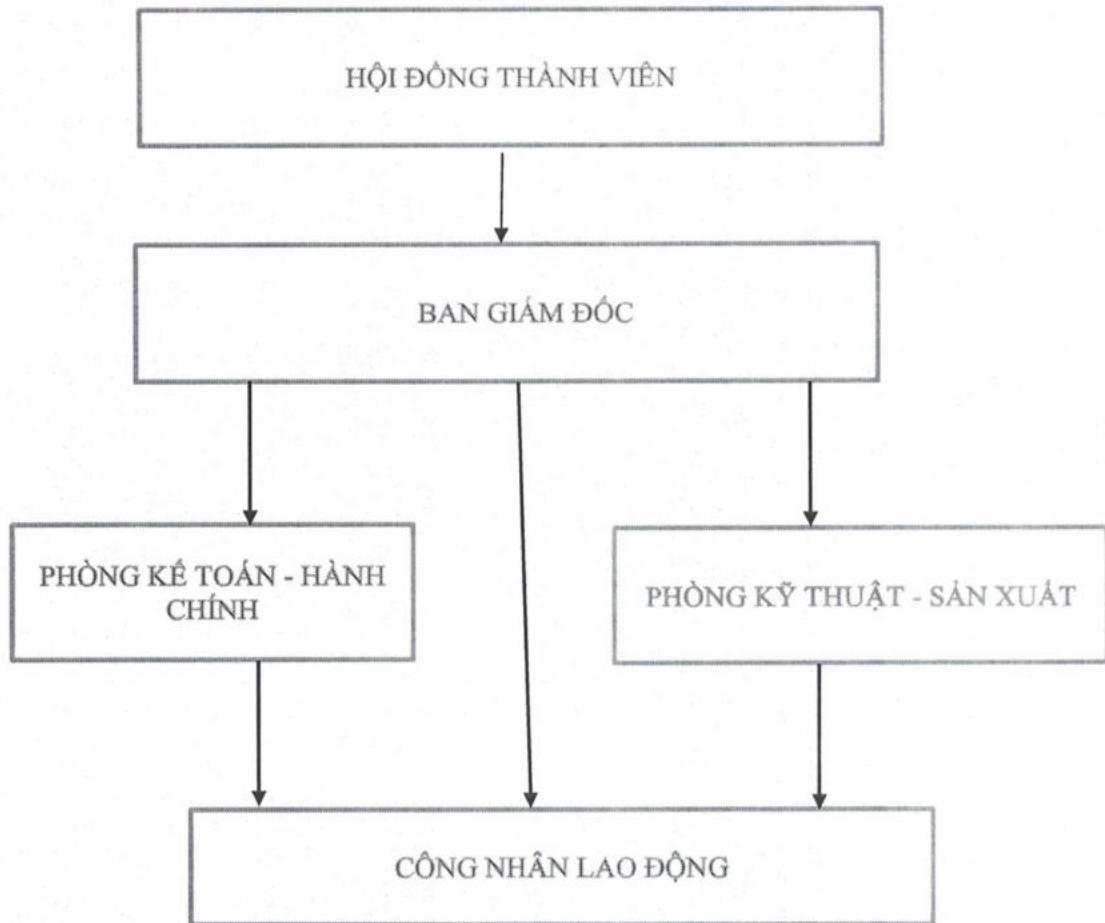 HỘI ĐỒNG THÀNH VIÊN
BAN GIÁM ĐỐC
PHÒNG KẾ TOÁN - HÀNH
CHÍNH
PHÒNG KỸ THUẬT - SẢN XUẤT
CÔNG NHÂN LAO ĐỘNG